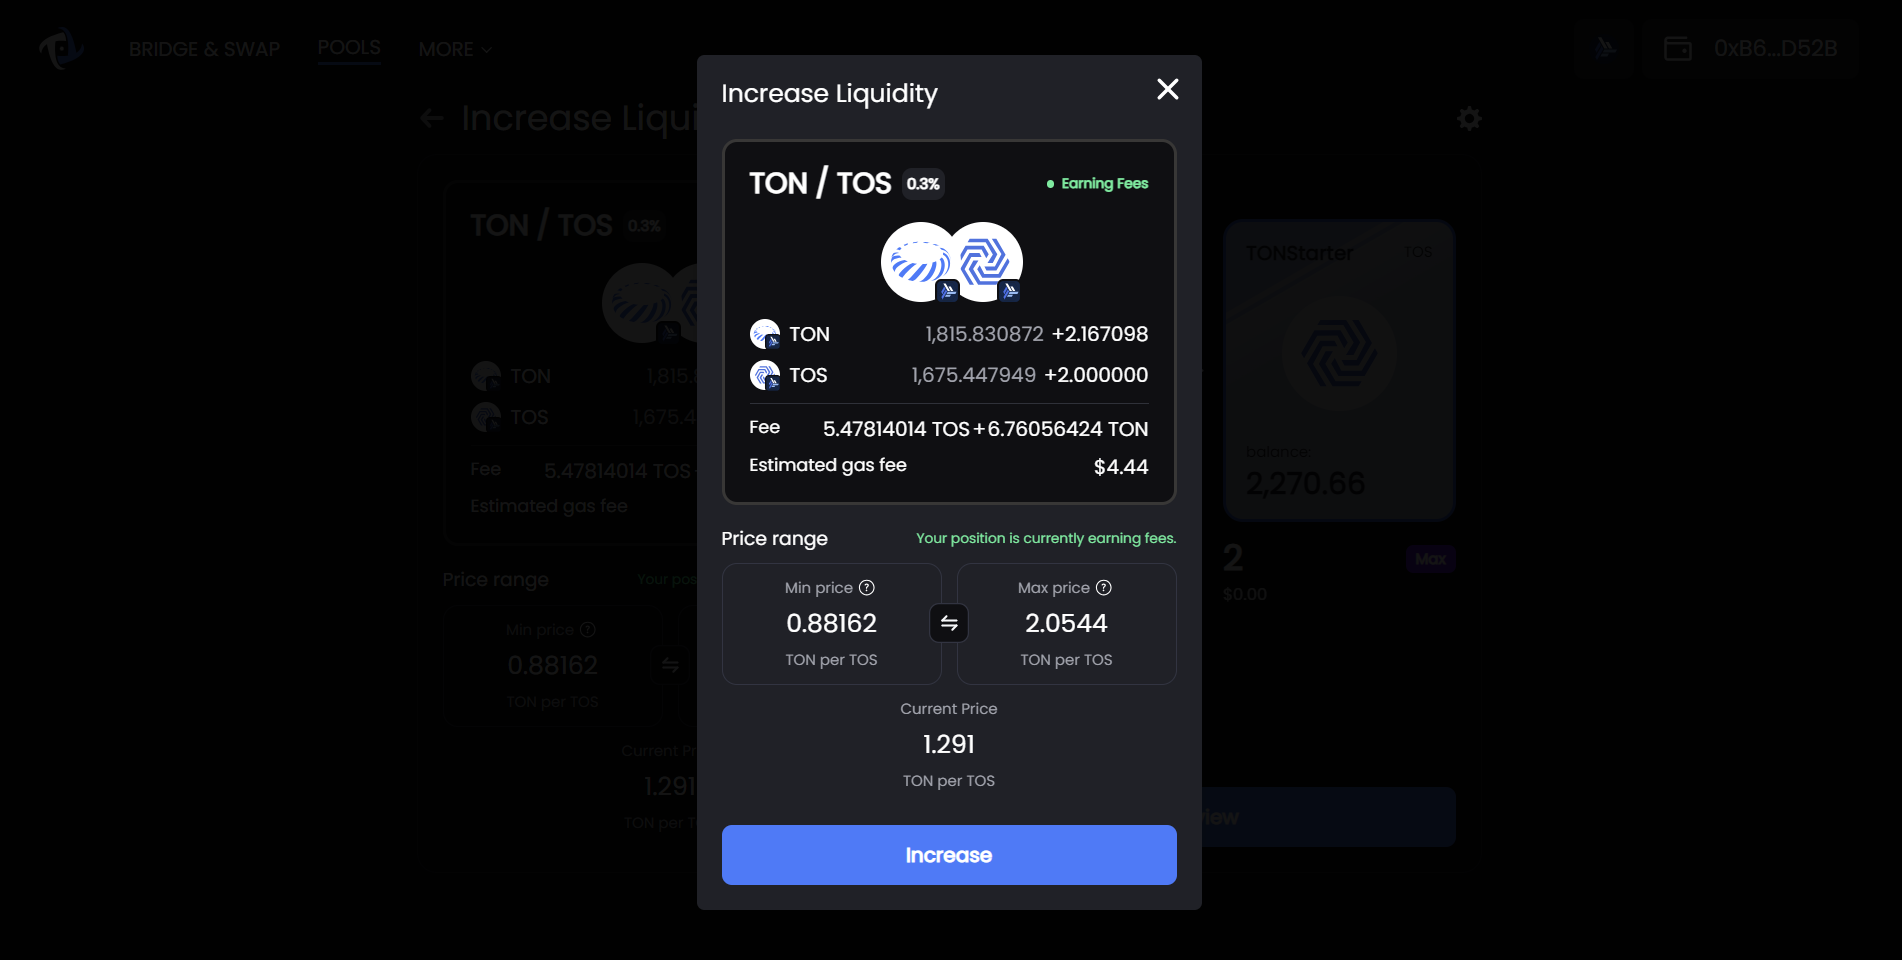 BRIDGE & SWAP POOLS MORE 0xB6...D52B
Increase Liqui
TON / TOS 0.3%
TON 1,815.8
TOS 1,675.4
Fee 5.47814014 TOS
Estimated gas fee
Price range Your pos
Min price
0.88162
TON per TOS
Current Pr
1.291
TON per T
Increase Liquidity
TON / TOS 0.3% Earning Fees
TON 1,815.830872 +2.167098
TOS 1,675.447949 +2.000000
Fee 5.47814014 TOS+6.76056424 TON
Estimated gas fee $4.44
Price range Your position is currently earning fees.
Min price Max price
0.88162 2.0544
TON per TOS TON per TOS
Current Price
1.291
TON per TOS
Increase
TONStarter TOS
balance:
2,270.66
2 Max
$0.00